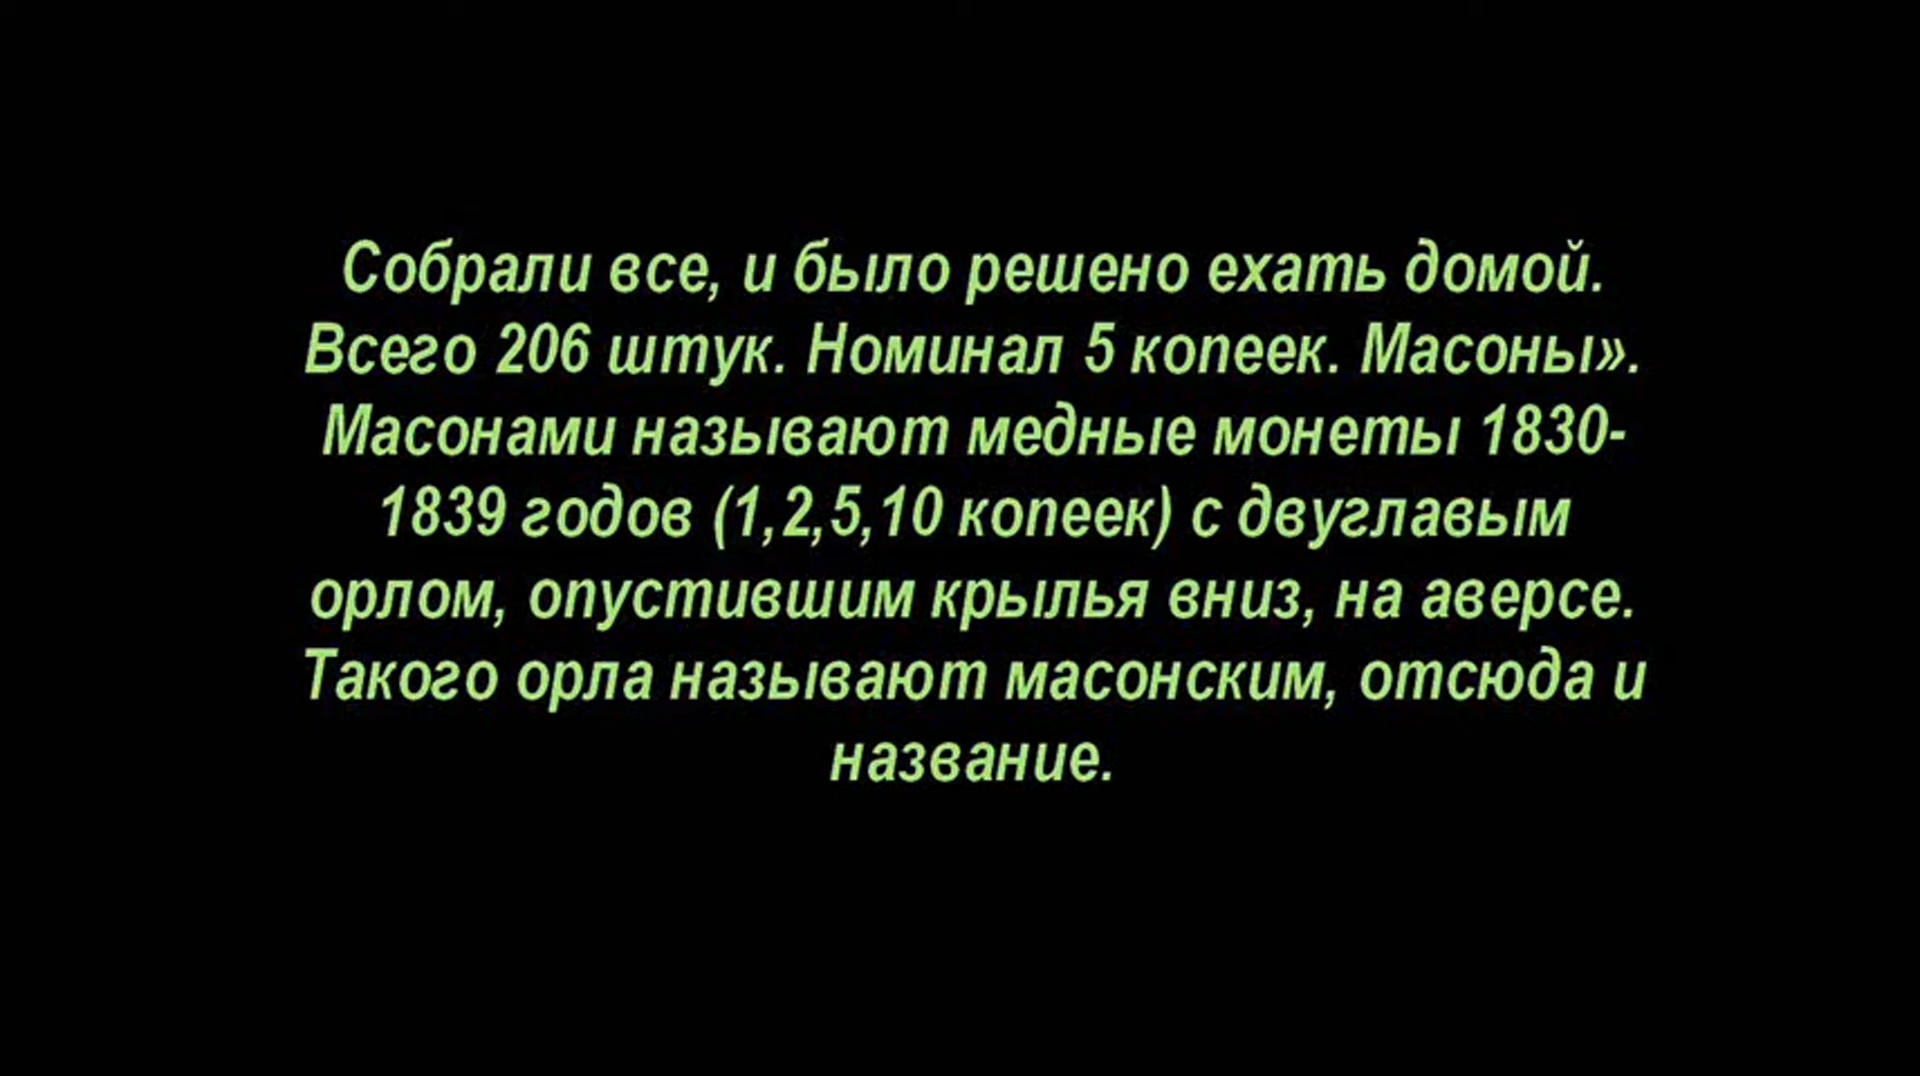 Собрали все, и было решено ехать домой.
Всего 206 штук. Номинал 5 копеек. Масоны».
Масонами называют медные монеты 1830-
1839 годов (1,2,5,10 копеек) с двуглавым
орлом, опустившим крылья вниз, на аверсе.
Такого орла называют масонским, отсюда и
название.